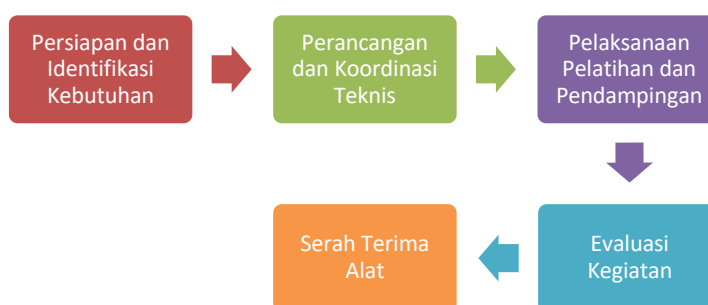 Persiapan dan
Identifikasi
Kebutuhan
Perancangan
dan Koordinasi
Teknis
Pelaksanaan
Pelatihan dan
Pendampingan
Evaluasi
Kegiatan
Serah Terima
Alat